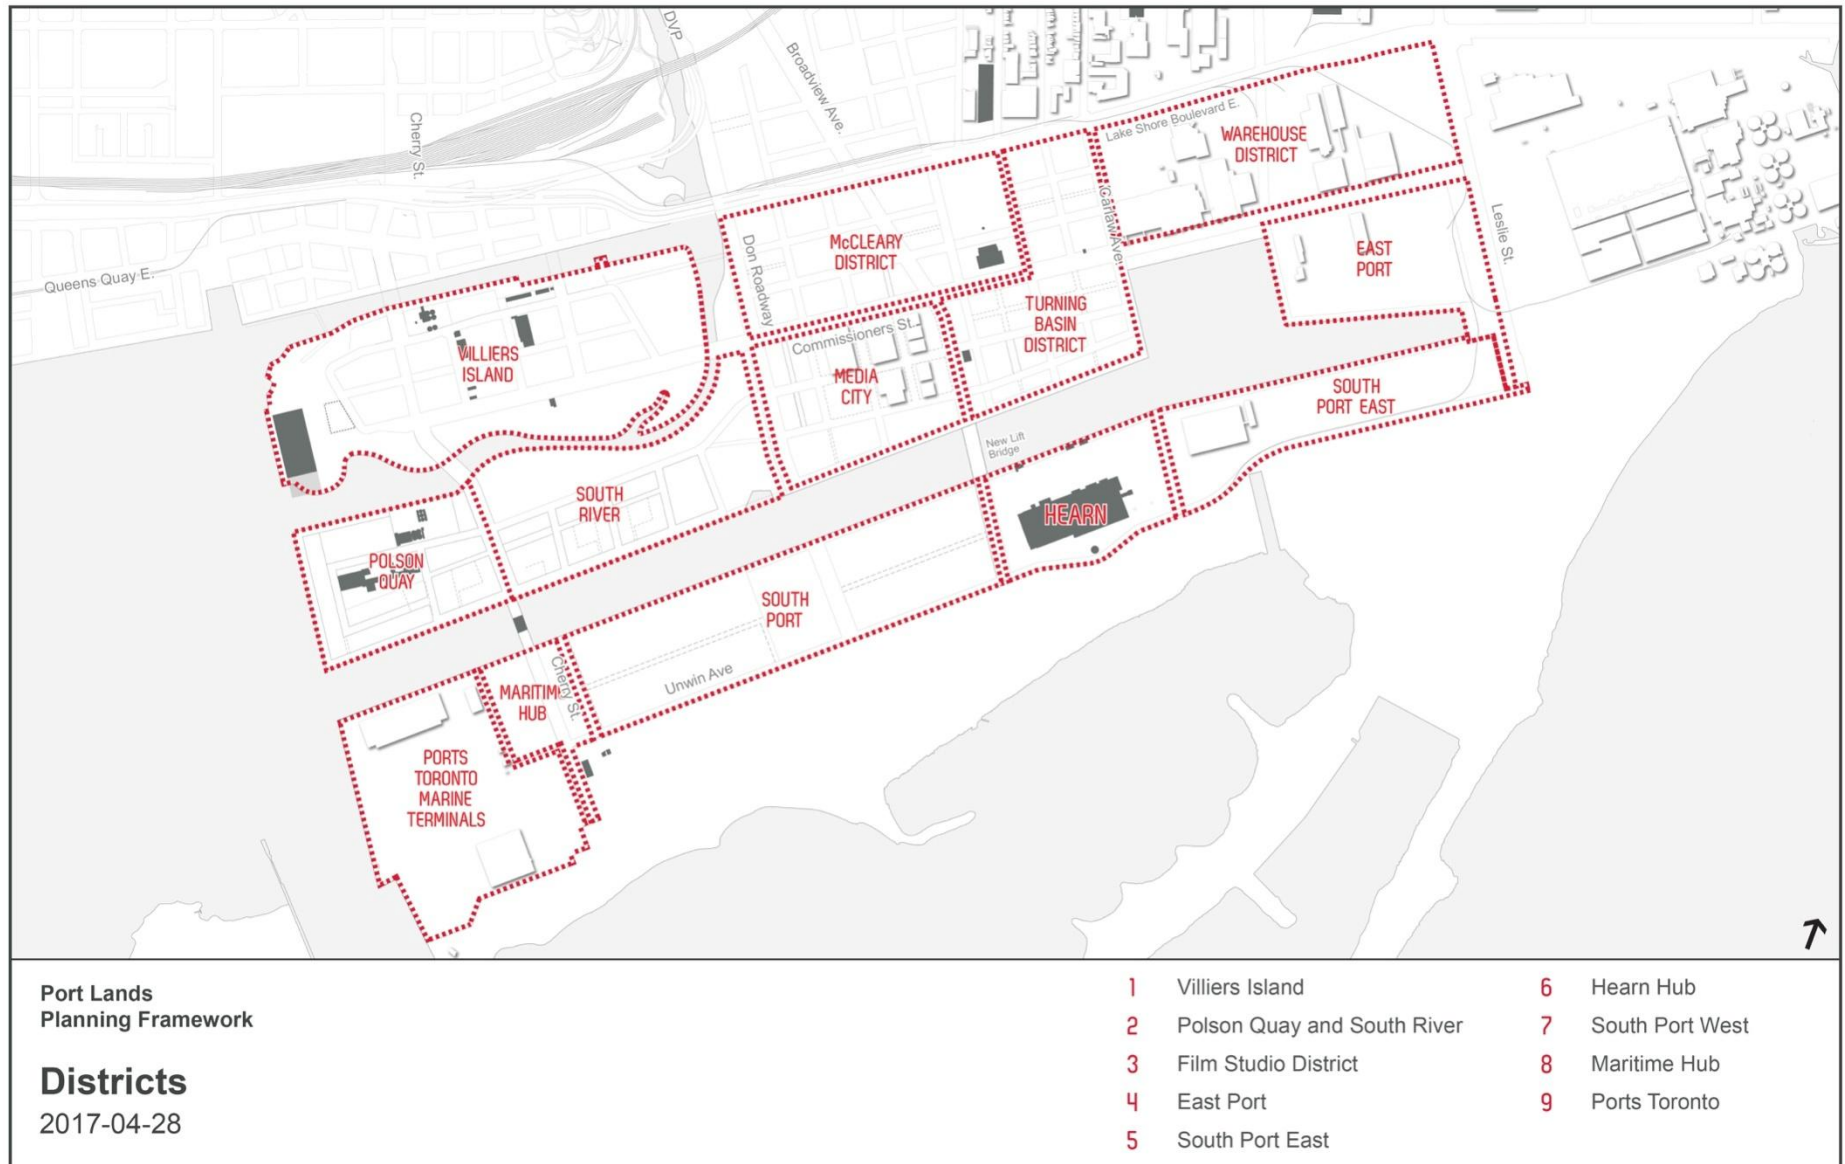 DVP
Broadview Ave.
Cherry St.
Lake Shore Boulevard E.
WAREHOUSE
DISTRICT
Carlaw Ave.
Leslie St.
Queens Quay E.
Don Roadway
McCLEARY
DISTRICT
EAST
PORT
TURNING
BASIN
DISTRICT
Commissioners St.
VILLIERS
ISLAND
MEDIA
CITY
SOUTH
PORT EAST
New Lift
Bridge
SOUTH
RIVER
HEARN
POLSON
QUAY
SOUTH
PORT
Unwin Ave
MARITIME
HUB
Cherry St.
PORTS
TORONTO
MARINE
TERMINALS
Port Lands
Planning Framework
Districts
2017-04-28
1 Villiers Island
2 Polson Quay and South River
3 Film Studio District
4 East Port
5 South Port East
6 Hearn Hub
7 South Port West
8 Maritime Hub
9 Ports Toronto